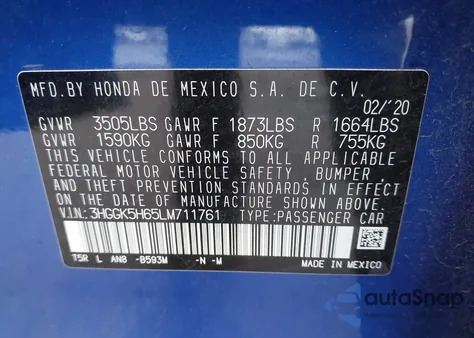 MFD.BY HONDA DE MEXICO S.A. DE C.V.
02/'20
GVWR 3505LBS GAWR F 1873LBS R 1664LBS
GVWR 1590KG GAWR F 850KG R 755KG
THIS VEHICLE CONFORMS TO ALL APPLICABLE
FEDERAL MOTOR VEHICLE SAFETY, BUMPER,
AND THEFT PREVENTION STANDARDS IN EFFECT
ON THE DATE OF MANUFACTURE SHOWN ABOVE.
V.I.N: 3HGGK5H65LM711761 TYPE:PASSENGER CAR
T5R L AN8 -B593M -N -M
MADE IN MEXICO
autoSnap